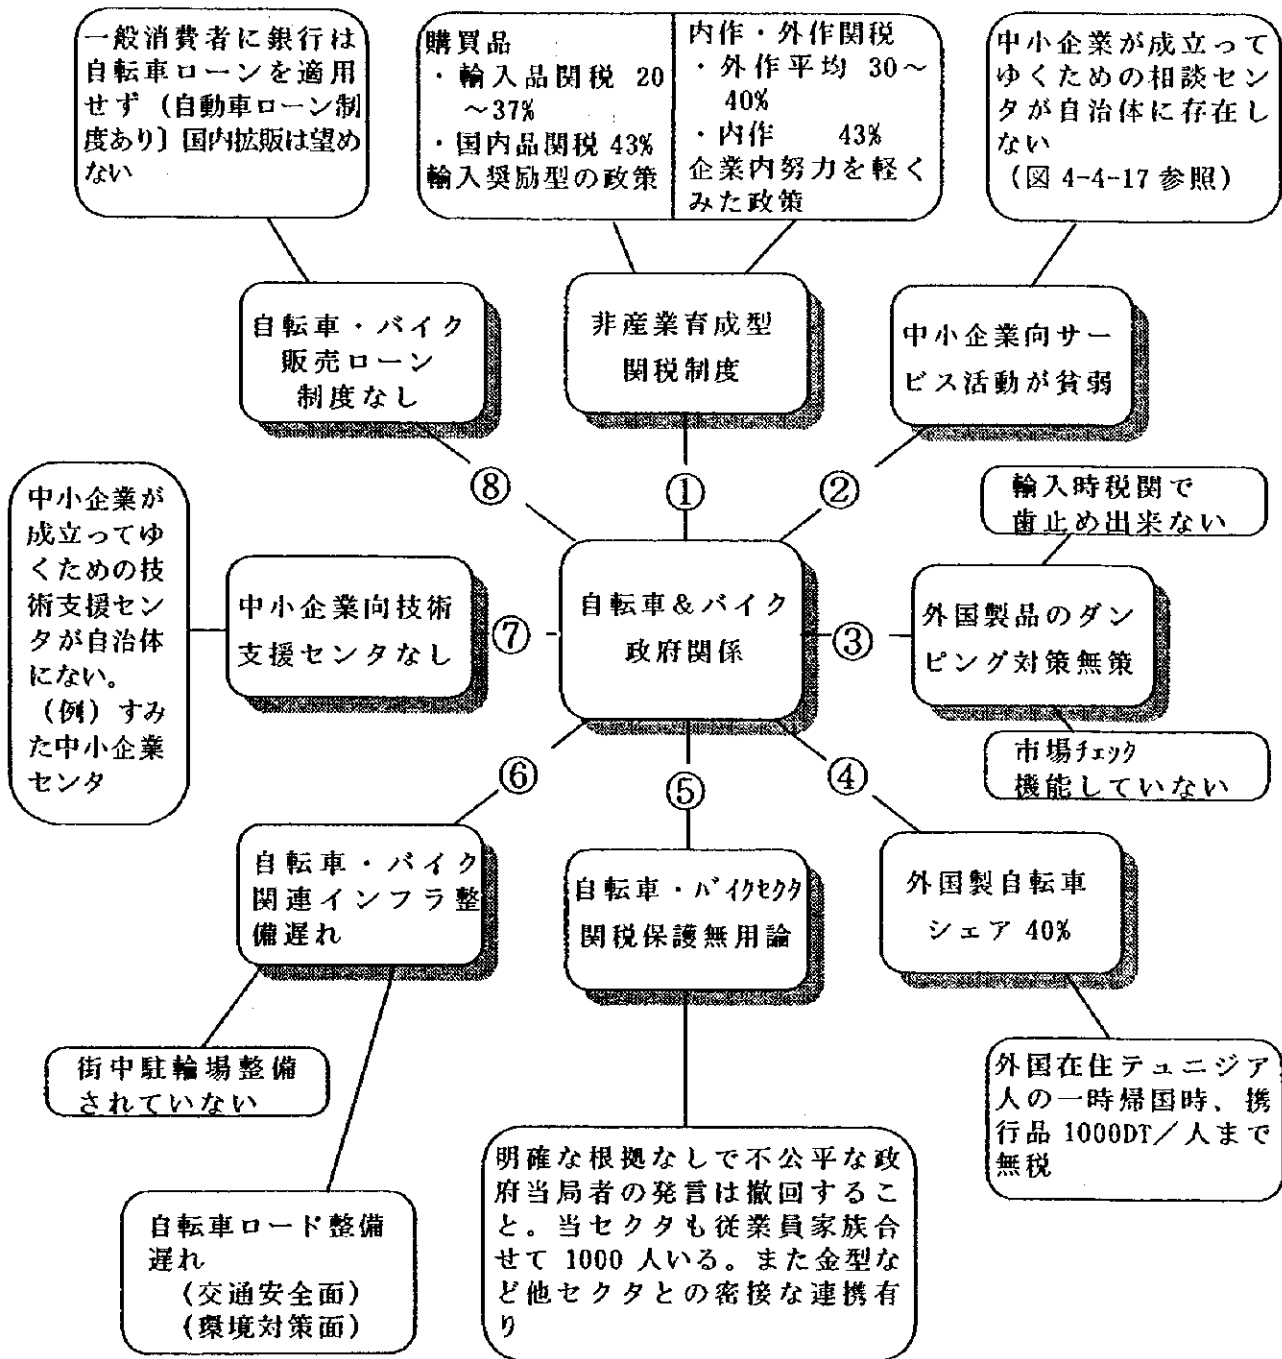 一般消費者に銀行は
自転車ローンを適用
せず (自動車ローン制
度あり〕国内拡販は望め
ない
購買品
・輸入品関税 20
～37%
・国内品関税 43%
輸入奨励型の政策
内作・外作関税
・外作平均 30～
40%
・内作 43%
企業内努力を軽く
みた政策
中小企業が成立って
ゆくための相談セン
タが自治体に存在し
ない
(図 4-4-17 参照)
自転車・バイク
販売ローン
制度なし
非産業育成型
関税制度
中小企業向サー
ビス活動が貧弱
⑧
①
②
輸入時税関で
歯止め出来ない
中小企業が
成立ってゆ
くための技
術支援セン
タが自治体
にない。
(例) すみ
た中小企業
センタ
中小企業向技術
支援センタなし
⑦
自転車&バイク
政府関係
③
外国製品のダン
ピング対策無策
市場チェック
機能していない
⑥
⑤
④
自転車・バイク
関連インフラ整
備遅れ
自転車・バイクセクタ
関税保護無用論
外国製自転車
シェア 40%
街中駐輪場整備
されていない
外国在住テュニジア
人の一時帰国時、携
行品 1000DT／人まで
無税
自転車ロード整備
遅れ
(交通安全面)
(環境対策面)
明確な根拠なしで不公平な政
府当局者の発言は撤回するこ
と。当セクタも従業員家族合
せて 1000 人いる。また金型な
ど他セクタとの密接な連携有
り